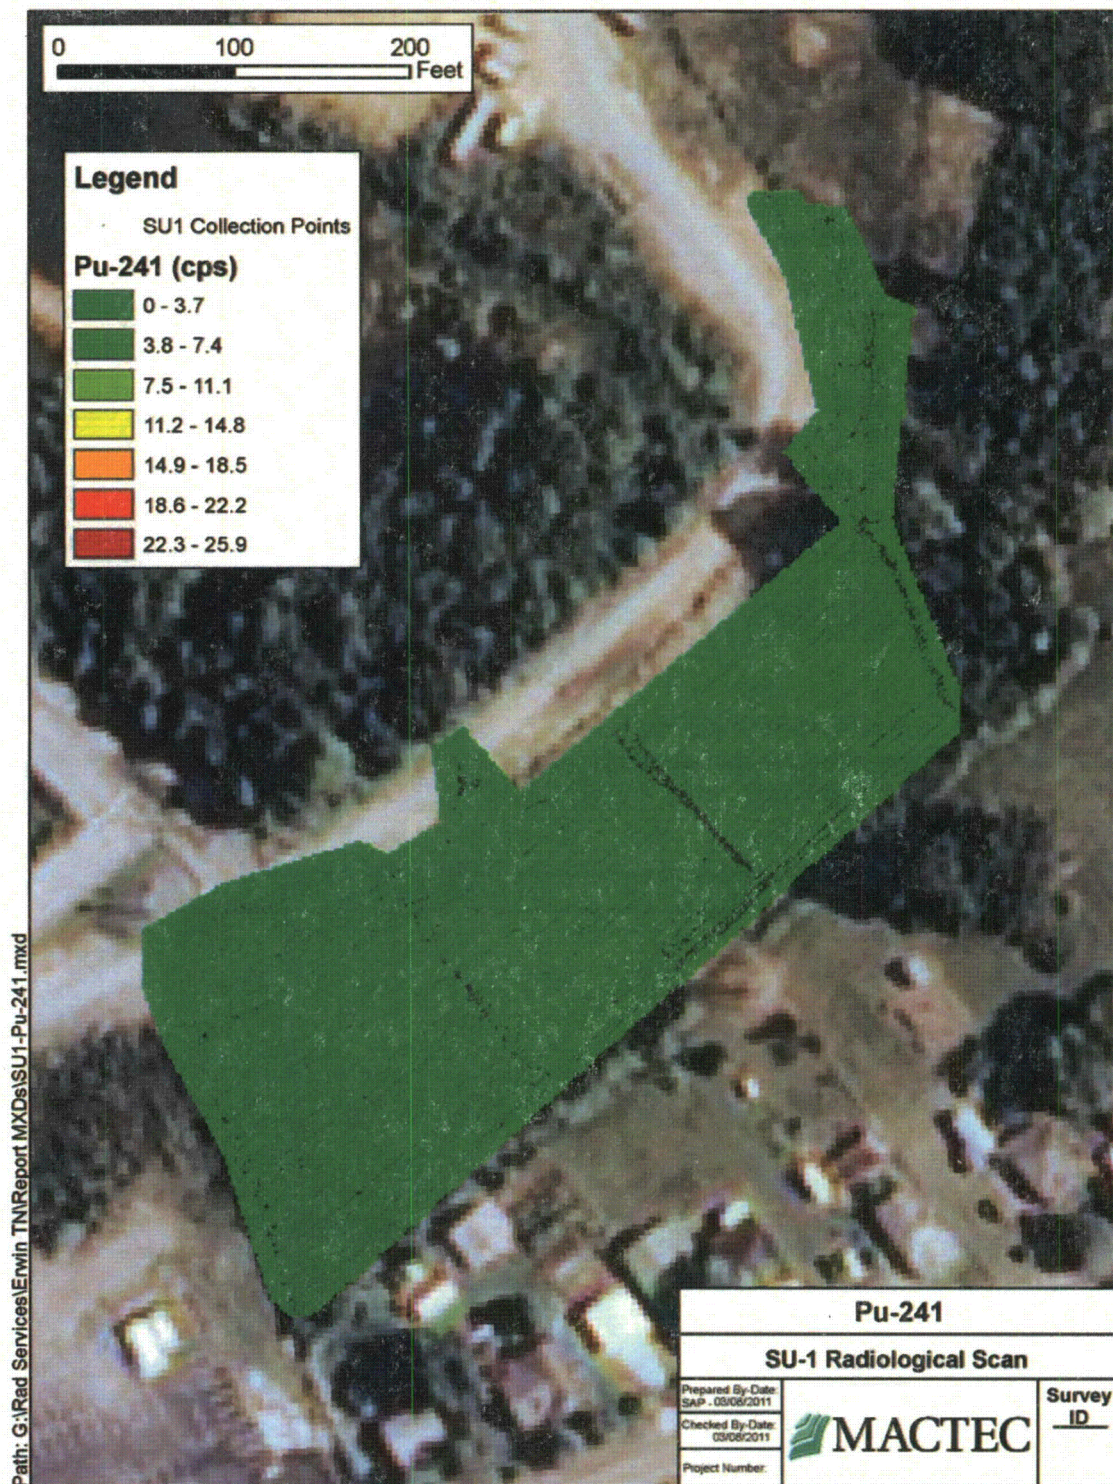 0 100 200
Feet
Legend
SU1 Collection Points
Pu-241 (cps)
0 - 3.7
3.8 - 7.4
7.5 - 11.1
11.2 - 14.8
14.9 - 18.5
18.6 - 22.2
22.3 - 25.9
Path: G:\Rad Services\Erwin TN\Report MXDs\SU1-Pu-241.mxd
Pu-241
SU-1 Radiological Scan
Prepared By-Date:
SAP - 03/08/2011
Checked By-Date:
03/08/2011
Project Number:
MACTEC
Survey
ID